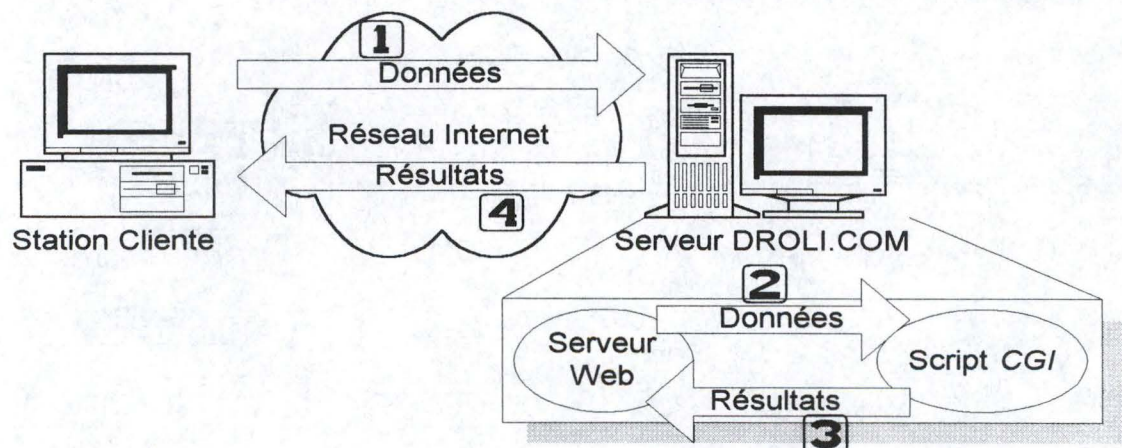 1
Données
Réseau Internet
Résultats
4
Station Cliente
Serveur DROLI.COM
2
Données
Serveur
Web
Script CGI
Résultats
3